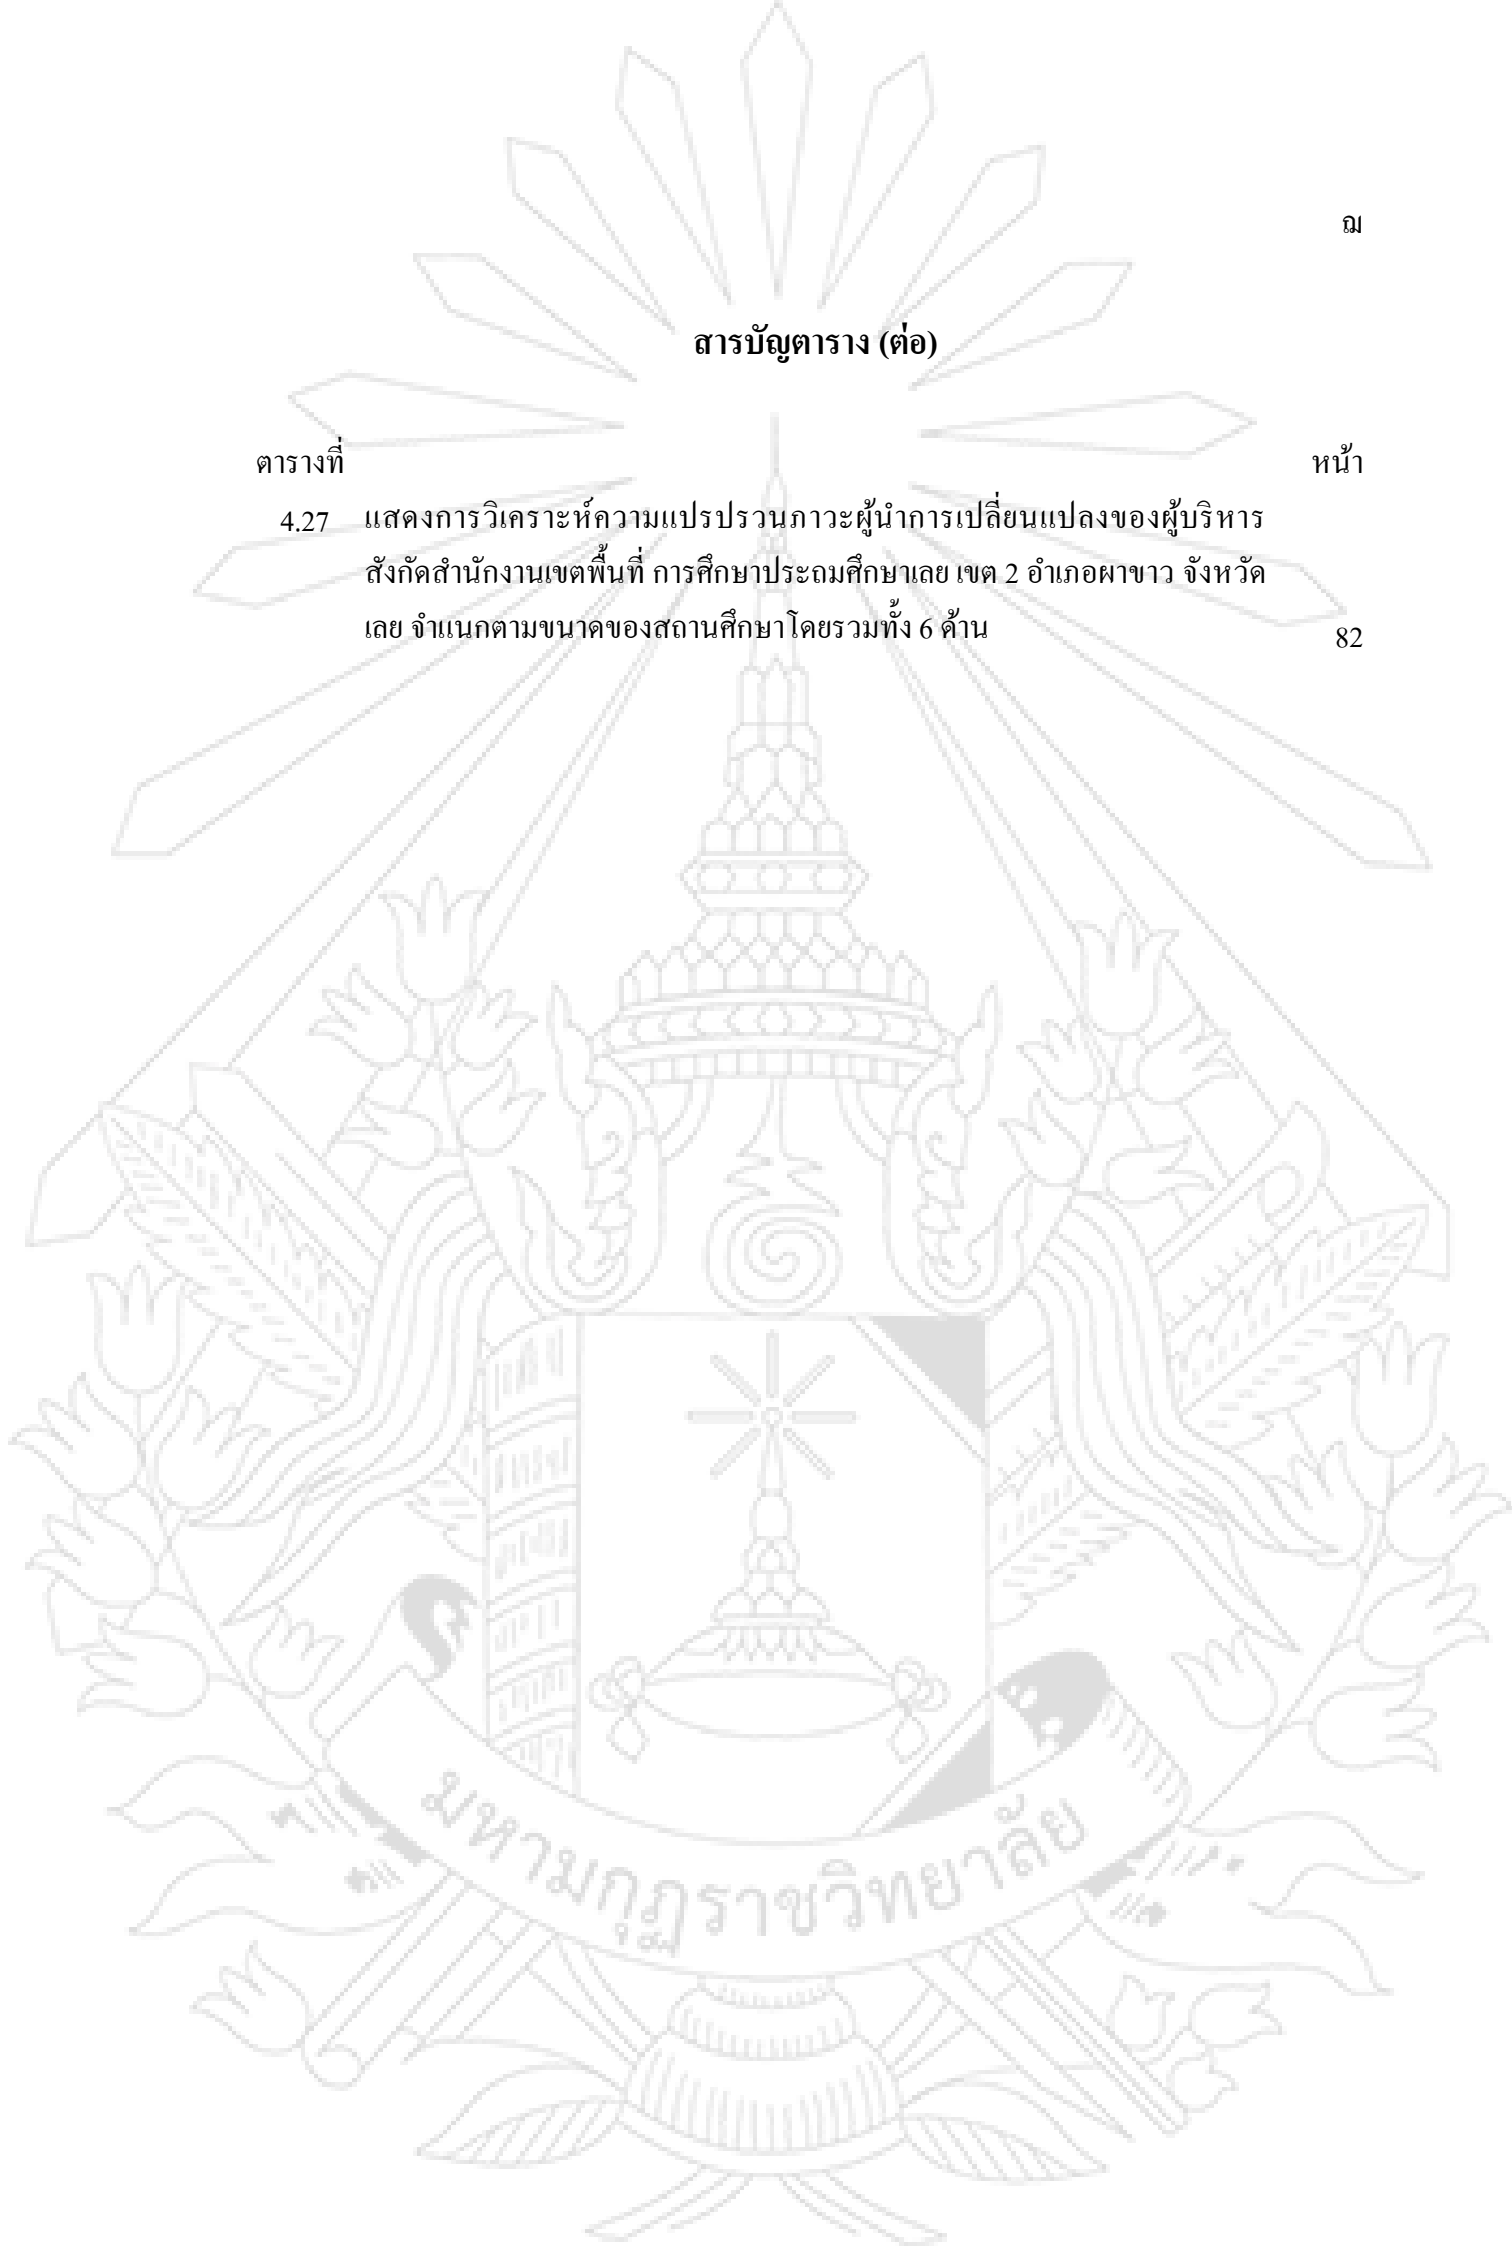 ฌ
สารบัญตาราง (ต่อ)
ตารางที่ หน้า
4.27 แสดงการวิเคราะห์ความแปรปรวนภาวะผู้นำการเปลี่ยนแปลงของผู้บริหาร
สังกัดสำนักงานเขตพื้นที่ การศึกษาประถมศึกษาเลย เขต 2 อำเภอผาขาว จังหวัด
เลย จำแนกตามขนาดของสถานศึกษาโดยรวมทั้ง 6 ด้าน 82
มหามกุฏราชวิทยาลัย